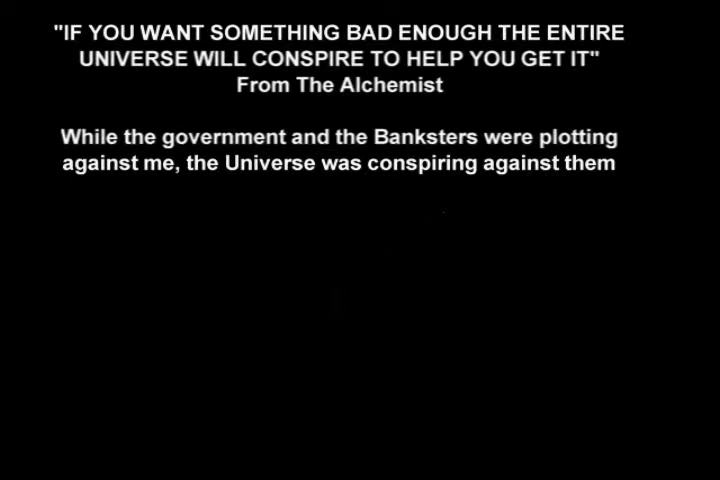 "IF YOU WANT SOMETHING BAD ENOUGH THE ENTIRE
UNIVERSE WILL CONSPIRE TO HELP YOU GET IT"
From The Alchemist
While the government and the Banksters were plotting
against me, the Universe was conspiring against them